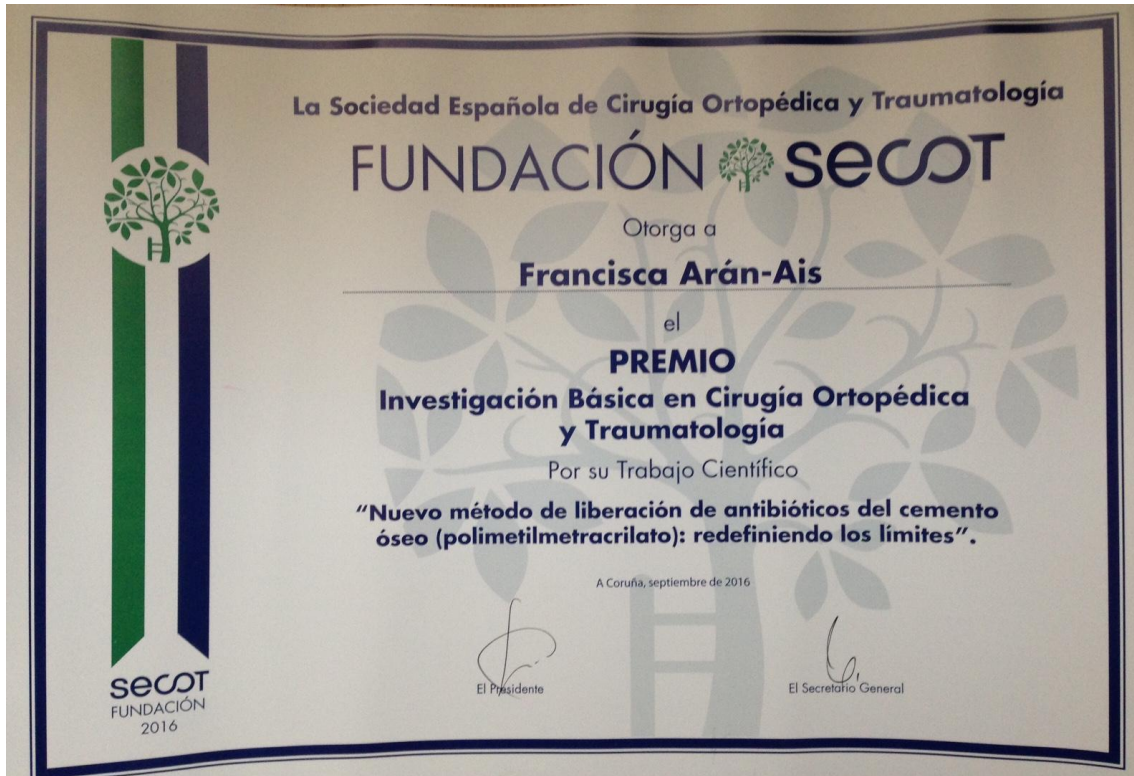 La Sociedad Española de Cirugía Ortopédica y Traumatología
FUNDACIÓN secot
Otorga a
Francisca Arán-Ais
el
PREMIO
Investigación Básica en Cirugía Ortopédica
y Traumatología
Por su Trabajo Científico
“Nuevo método de liberación de antibióticos del cemento
óseo (polimetilmetracrilato): redefiniendo los límites”.
A Coruña, septiembre de 2016
El Presidente
El Secretario General
secot
FUNDACIÓN
2016